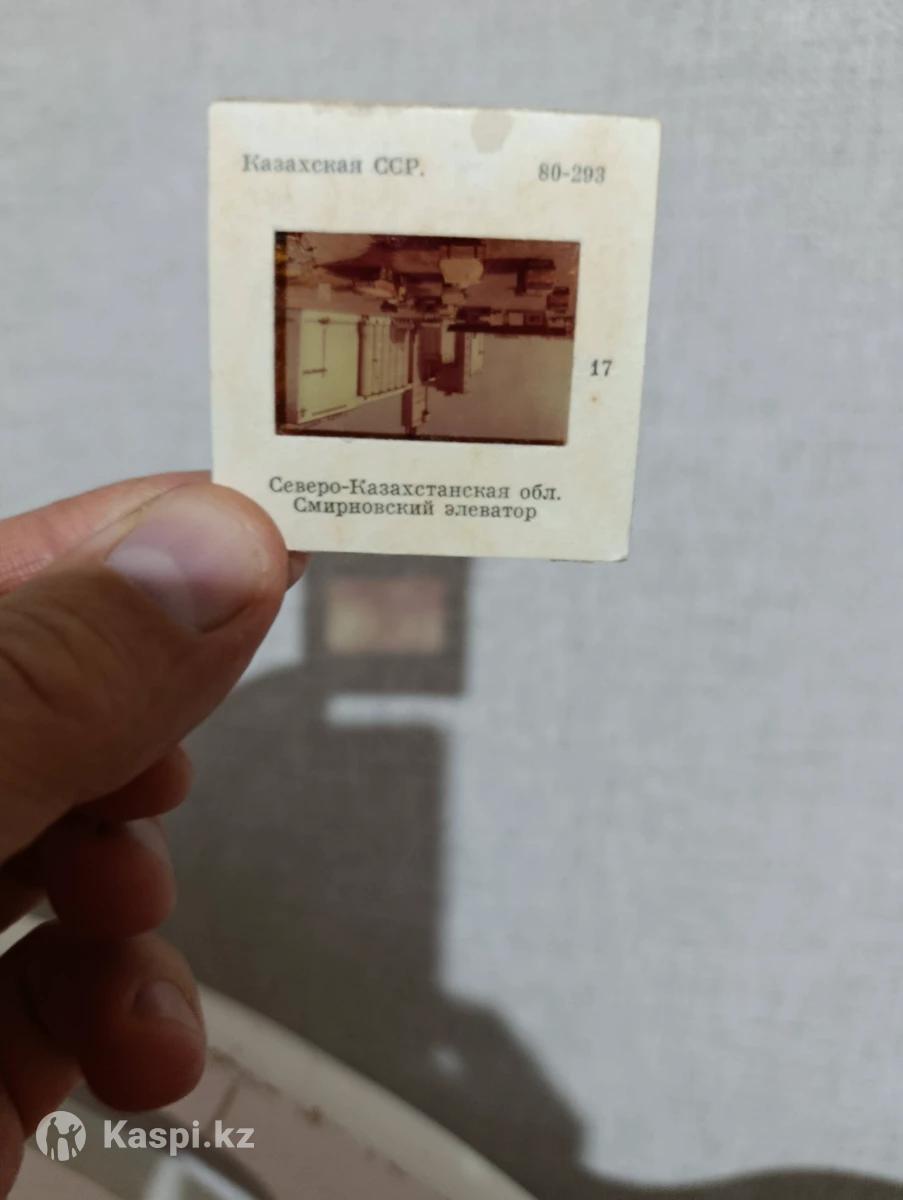 Казахская ССР. 80-293
17
Северо-Казахстанская обл.
Смирновский элеватор
Kaspi.kz